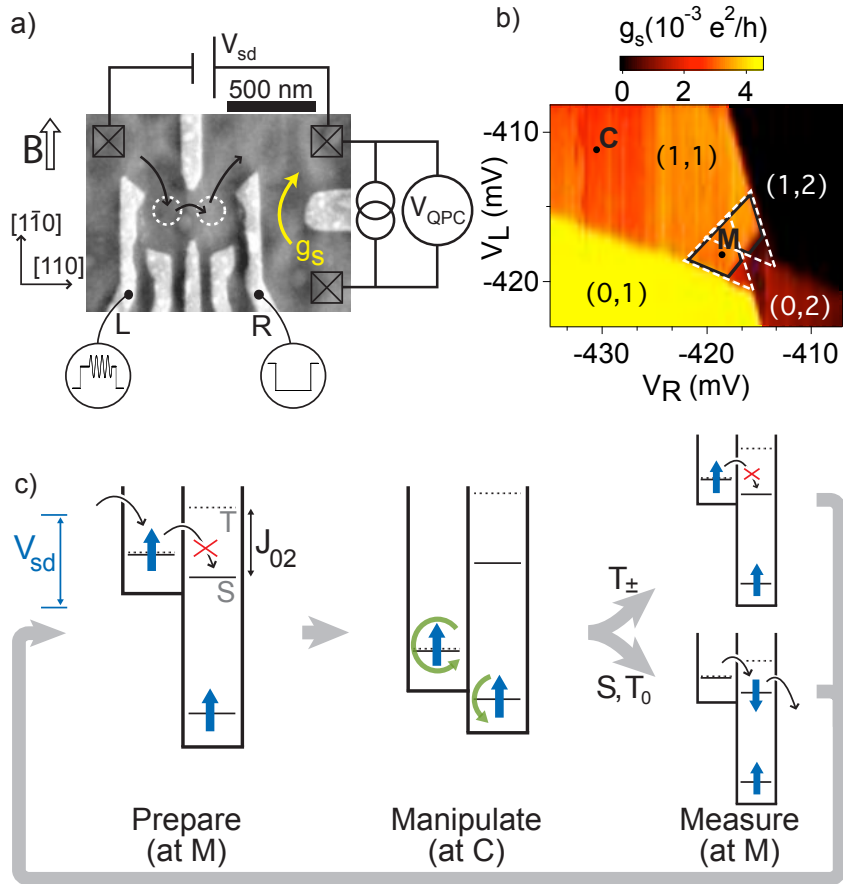 a)
V_sd
500 nm
B
[11̄0]
[110]
g_s
V_QPC
L
R
b)
g_s(10^-3 e^2/h)
0
2
4
-410
-420
V_L (mV)
C
(1,1)
(1,2)
M
(0,1)
(0,2)
-430
-420
-410
V_R (mV)
c)
V_sd
T
J_02
S
T_±
S, T_0
Prepare
(at M)
Manipulate
(at C)
Measure
(at M)